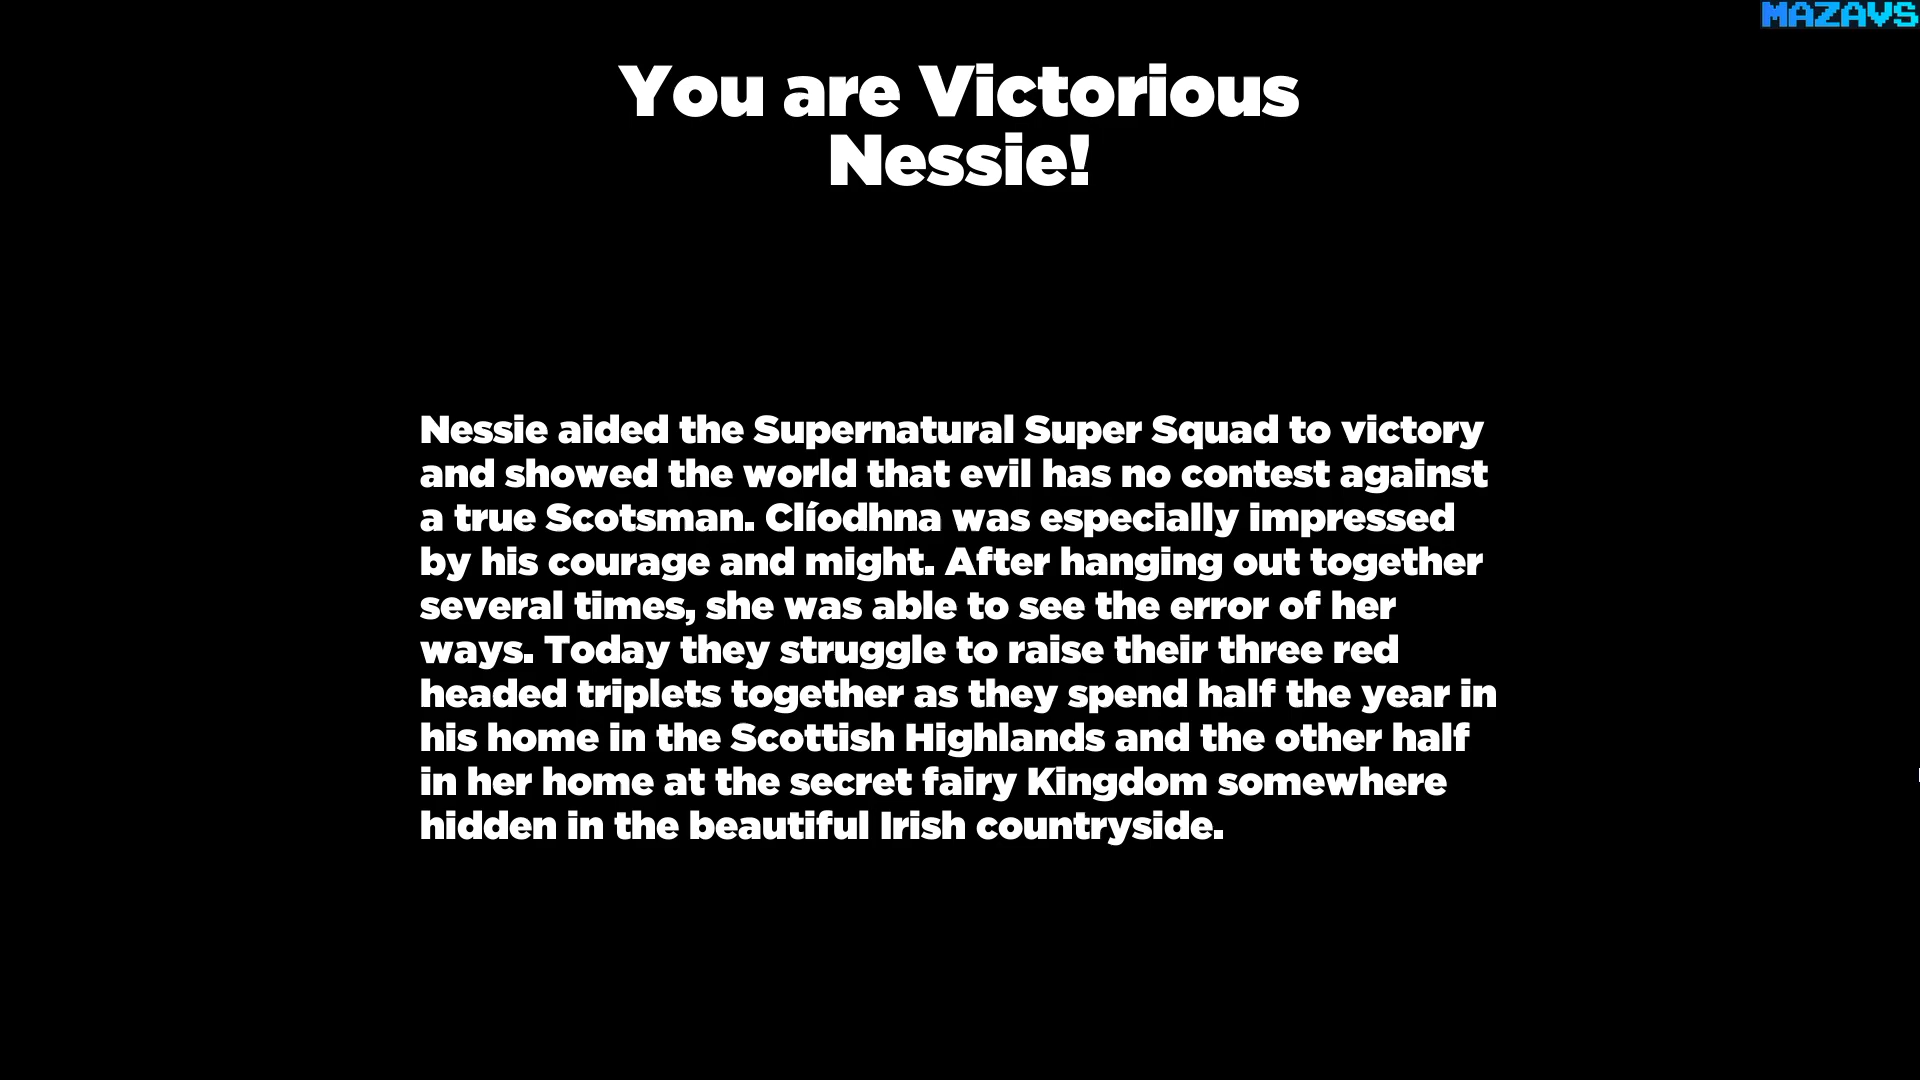 MAZAVS
You are Victorious
Nessie!
Nessie aided the Supernatural Super Squad to victory
and showed the world that evil has no contest against
a true Scotsman. Clíodhna was especially impressed
by his courage and might. After hanging out together
several times, she was able to see the error of her
ways. Today they struggle to raise their three red
headed triplets together as they spend half the year in
his home in the Scottish Highlands and the other half
in her home at the secret fairy Kingdom somewhere
hidden in the beautiful Irish countryside.